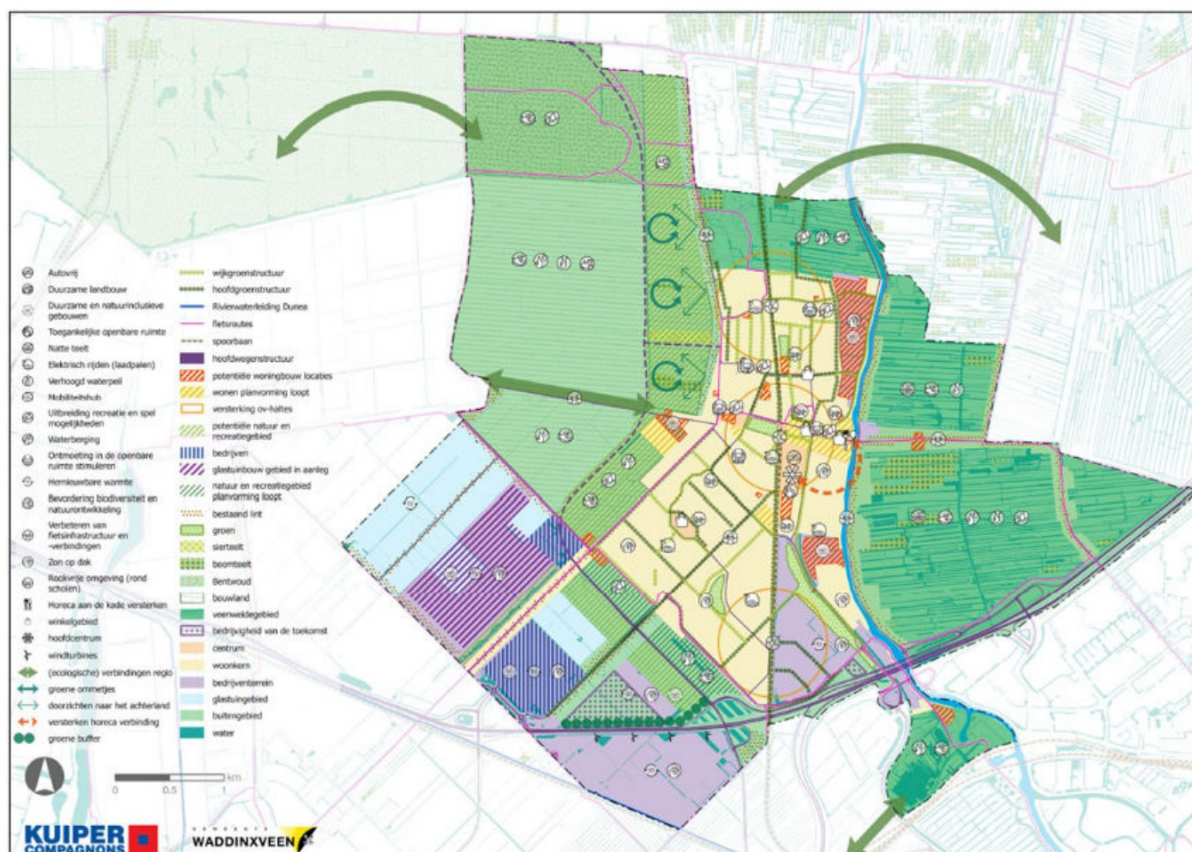 Autovrij
Duurzame landbouw
Duurzame en natuurinclusieve
gebouwen
Toegankelijke openbare ruimte
Natte teelt
Elektrisch rijden (laadpalen)
Verhoogd waterpeil
Mobiliteitshub
Uitbreiding recreatie en spel
mogelijkheden
Waterberging
Ontmoeting in de openbare
ruimte stimuleren
Hernieuwbare warmte
Bevordering biodiversiteit en
natuurontwikkeling
Verbeteren van
fietsinfrastructuur en
-verbindingen
Zon op dak
Rookvrije omgeving (rond
scholen)
Horeca aan de kade versterken
winkelgebied
hoofdcentrum
windturbines
(ecologische) verbindingen regio
groene ommetjes
doorzichten naar het achterland
versterken horeca verbinding
groene buffer
wijkgroenstructuur
hoofdgroenstructuur
Rivierwaterleiding Dunea
fietsroutes
spoorbaan
hoofdwegenstructuur
potentiële woningbouw locaties
wonen planvorming loopt
versterking ov-haltes
potentiële natuur en
recreatiegebied
bedrijven
glastuinbouw gebied in aanleg
natuur en recreatiegebied
planvorming loopt
bestaand lint
groen
sierteelt
boomteelt
Bentwoud
bouwland
veenweidegebied
bedrijvigheid van de toekomst
centrum
woonkern
bedrijventerrein
glastuingebied
buitengebied
water
0 0.5 1 km
KUIPER
COMPAGNONS
GEMEENTE
WADDINXVEEN